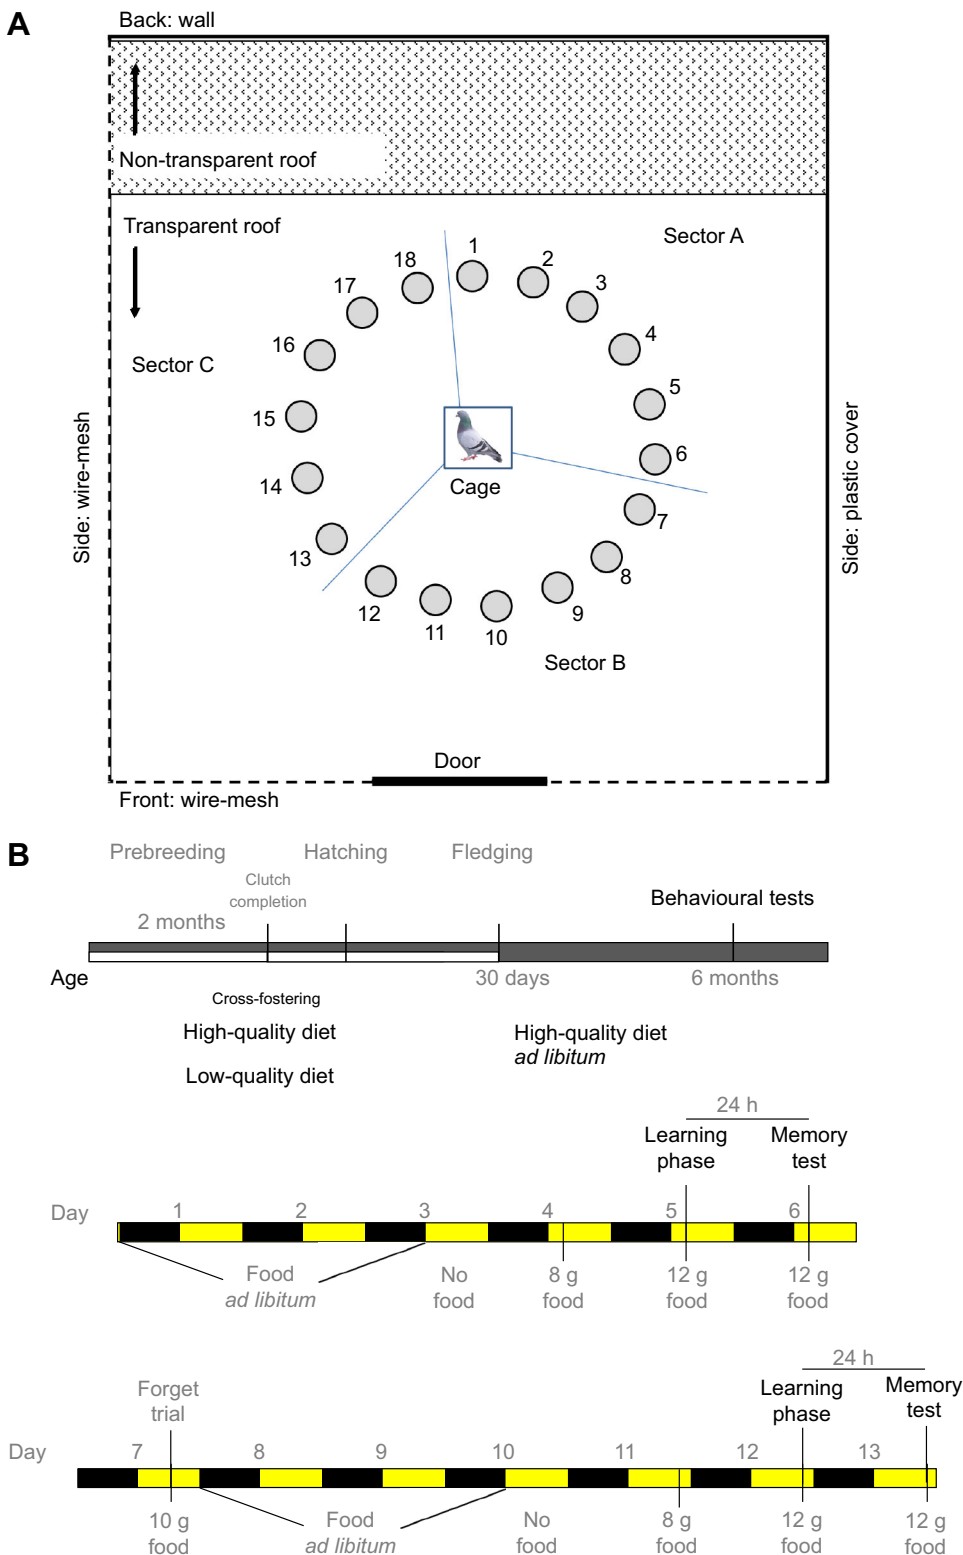 A
Back: wall
Non-transparent roof
Transparent roof
Sector A
1
2
3
4
5
6
7
8
9
10
11
12
13
14
15
16
17
18
Sector C
Cage
Sector B
Side: wire-mesh
Side: plastic cover
Door
Front: wire-mesh
B
Prebreeding
Hatching
Fledging
Clutch
completion
2 months
Behavioural tests
Age
30 days
6 months
Cross-fostering
High-quality diet
Low-quality diet
High-quality diet
ad libitum
24 h
Learning
phase
Memory
test
Day 1 2 3 4 5 6
Food
ad libitum
No
food
8 g
food
12 g
food
12 g
food
24 h
Forget
trial
Learning
phase
Memory
test
Day 7 8 9 10 11 12 13
10 g
food
Food
ad libitum
No
food
8 g
food
12 g
food
12 g
food